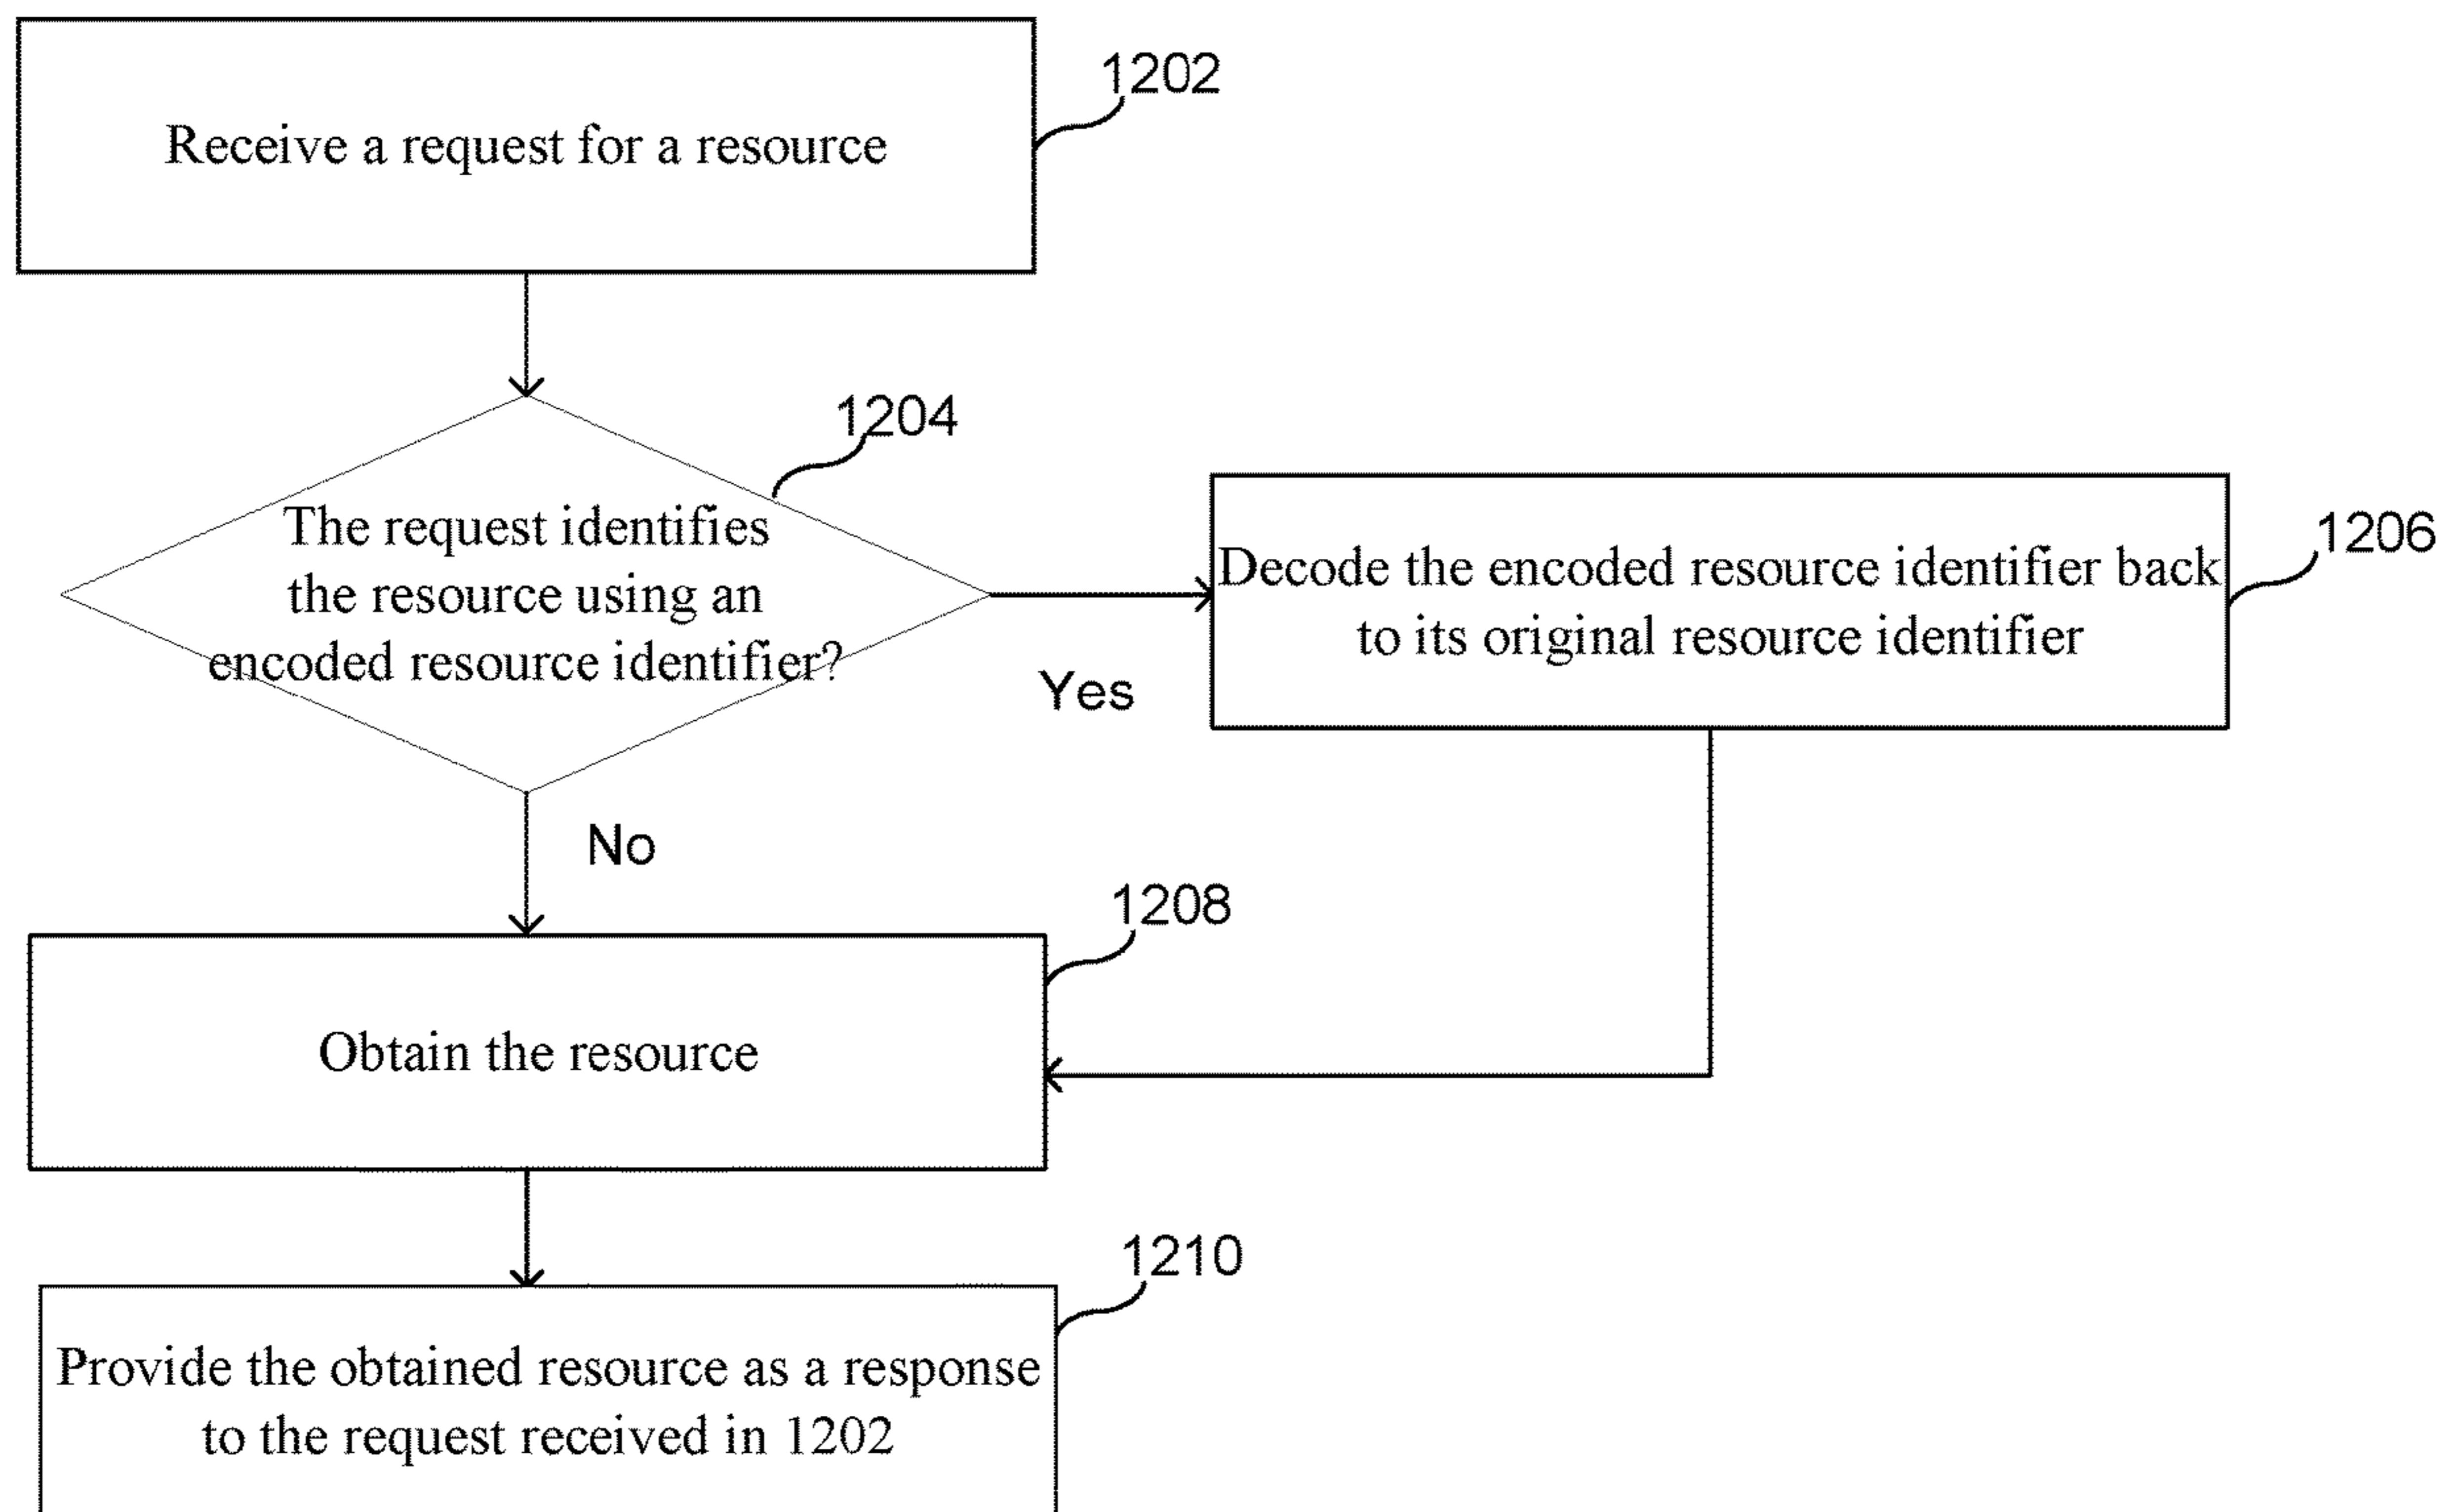 1202
Receive a request for a resource
1204
The request identifies
the resource using an
encoded resource identifier?
1206
Decode the encoded resource identifier back
to its original resource identifier
Yes
No
1208
Obtain the resource
1210
Provide the obtained resource as a response
to the request received in 1202